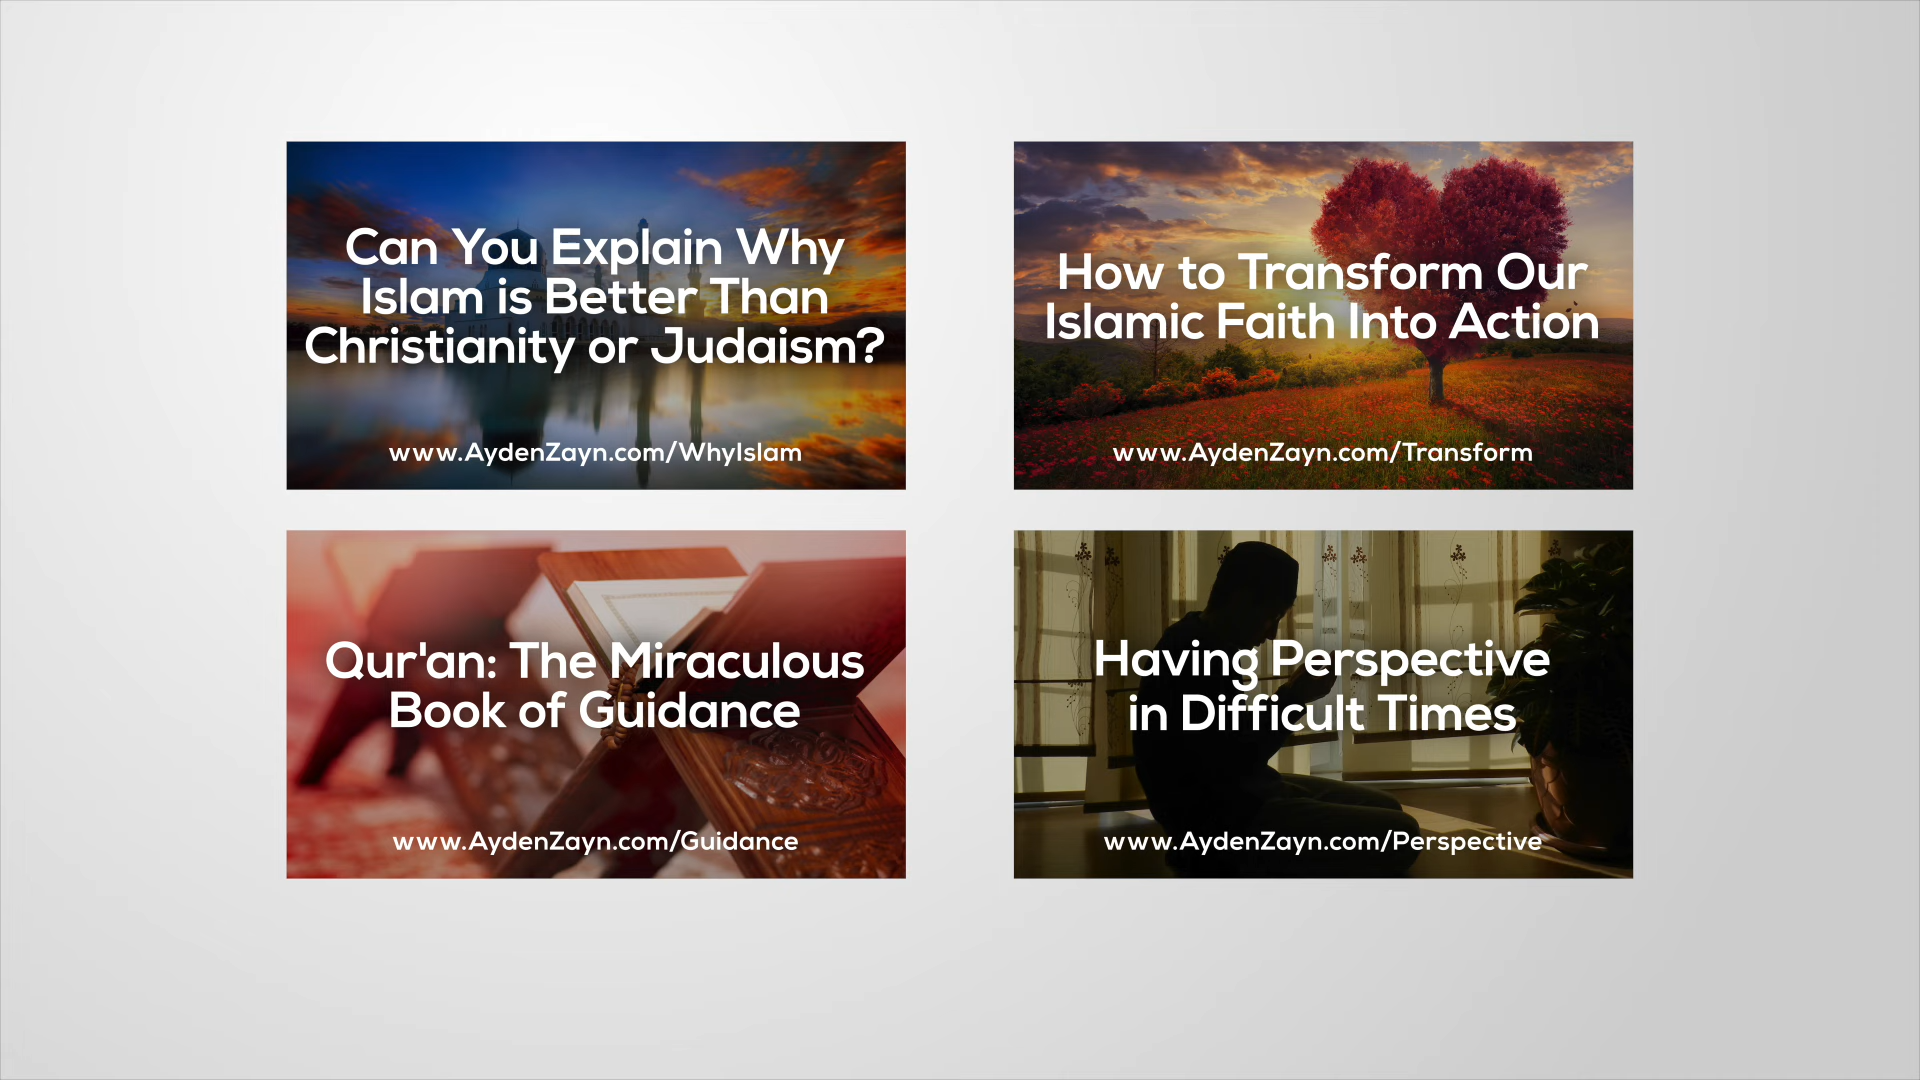 Can You Explain Why
Islam is Better Than
Christianity or Judaism?
www.AydenZayn.com/WhyIslam
How to Transform Our
Islamic Faith Into Action
www.AydenZayn.com/Transform
Qur'an: The Miraculous
Book of Guidance
www.AydenZayn.com/Guidance
Having Perspective
in Difficult Times
www.AydenZayn.com/Perspective